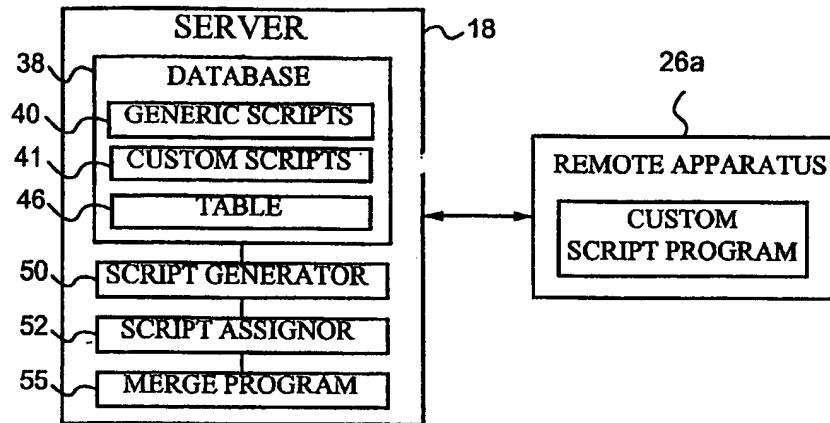 SERVER
18
38
DATABASE
40
GENERIC SCRIPTS
41
CUSTOM SCRIPTS
46
TABLE
50
SCRIPT GENERATOR
52
SCRIPT ASSIGNOR
55
MERGE PROGRAM
26a
REMOTE APPARATUS
CUSTOM
SCRIPT PROGRAM